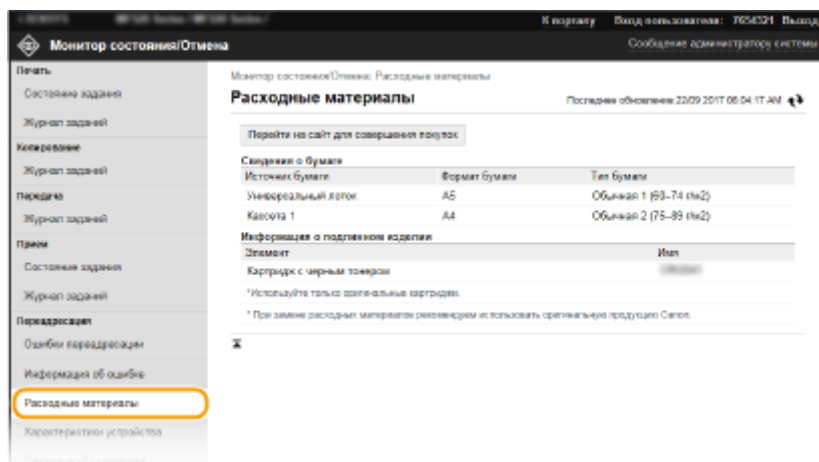 К порталу Вход пользователя: 7654321 Выход
Монитор состояния/Отмена
Сообщение администратору системы
Печать
Состояние задания
Журнал заданий
Копирование
Журнал заданий
Передача
Журнал заданий
Прием
Состояние задания
Журнал заданий
Переадресация
Ошибки переадресации
Информация об ошибке
Расходные материалы
Характеристики устройства
Монитор состояния/Отмена: Расходные материалы
Расходные материалы
Последнее обновление 22/09 2017 06:04:17 AM
Перейти на сайт для совершения покупок
Сведения о бумаге
Источник бумаги Формат бумаги Тип бумаги
Универсальный лоток A5 Обычная 1 (60–74 г/м2)
Кассета 1 A4 Обычная 2 (75–89 г/м2)
Информация о подлинном изделии
Элемент Имя
Картридж с черным тонером
*Используйте только оригинальные картриджи.
* При замене расходных материалов рекомендуем использовать оригинальную продукцию Canon.